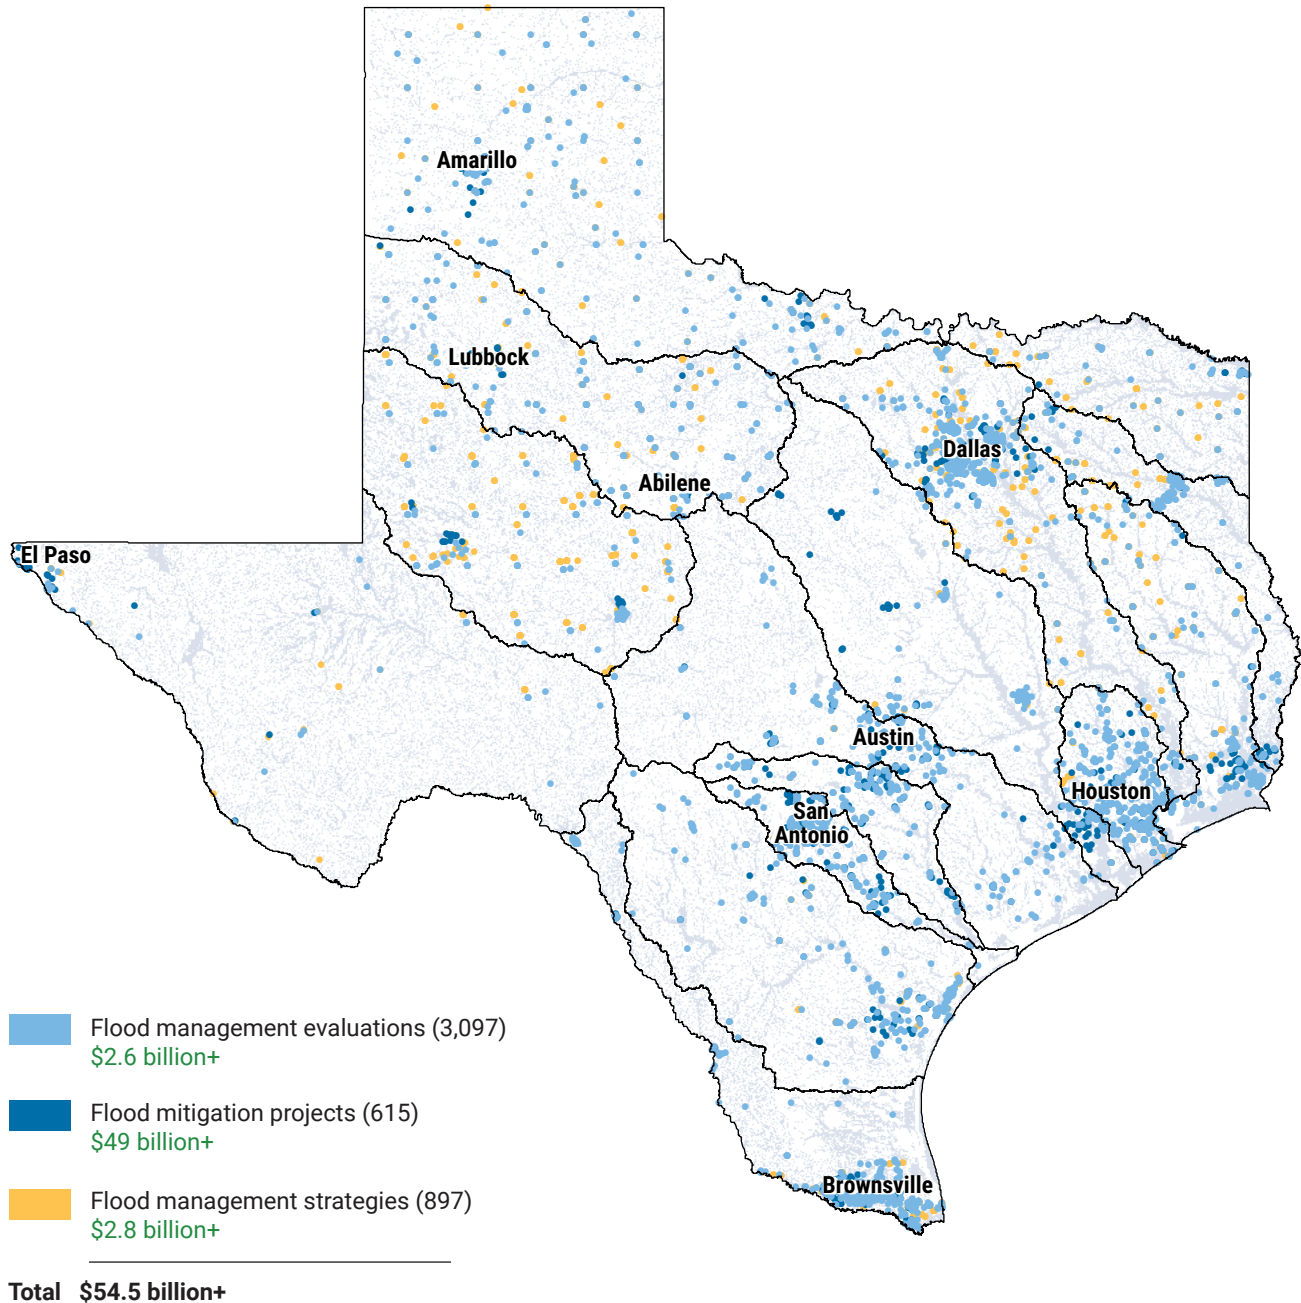 Amarillo
Lubbock
Abilene
Dallas
El Paso
Austin
Houston
San
Antonio
Brownsville
Flood management evaluations (3,097)
$2.6 billion+
Flood mitigation projects (615)
$49 billion+
Flood management strategies (897)
$2.8 billion+
Total $54.5 billion+